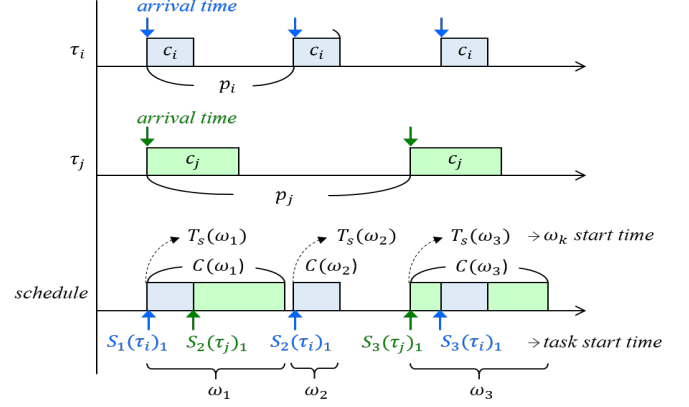 arrival time
τᵢ cᵢ cᵢ cᵢ
pᵢ
arrival time
τⱼ cⱼ cⱼ
pⱼ
Tₛ(ω₁) Tₛ(ω₂) Tₛ(ω₃) → ωₖ start time
C(ω₁) C(ω₂) C(ω₃)
schedule
S₁(τᵢ)₁ S₂(τⱼ)₁ S₂(τᵢ)₁ S₃(τⱼ)₁ S₃(τᵢ)₁ →task start time
ω₁ ω₂ ω₃